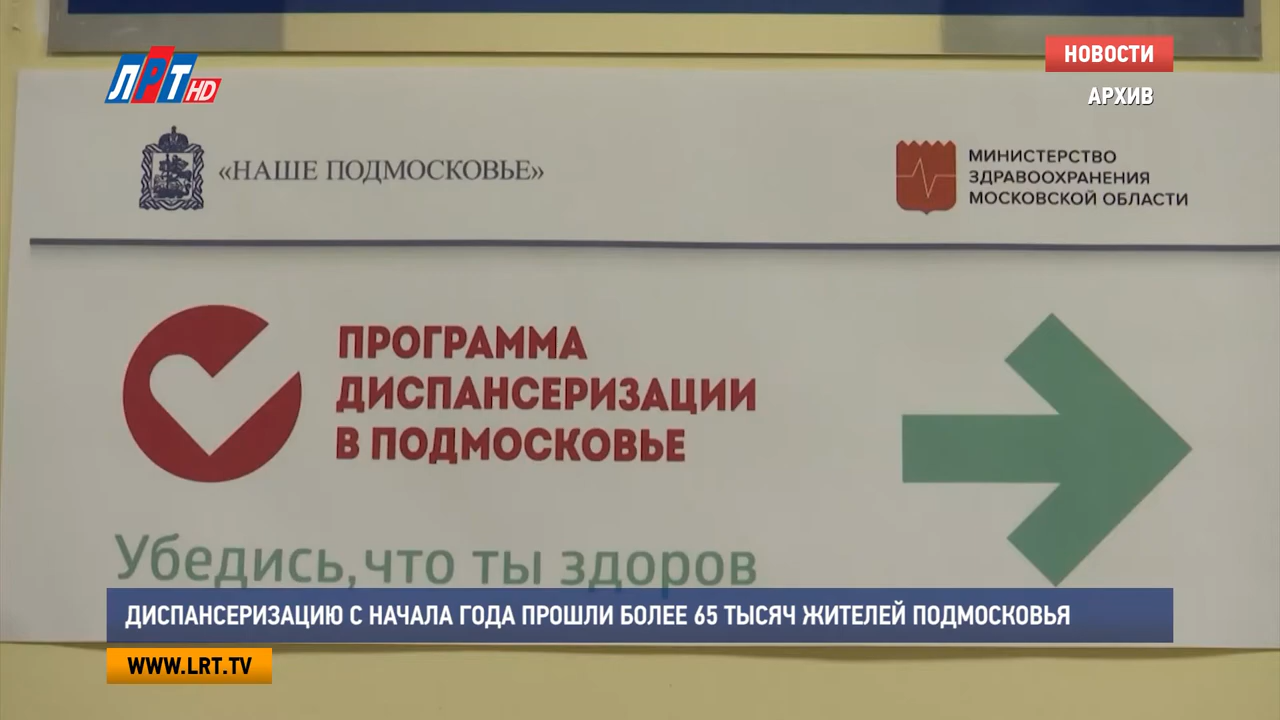 ЛРТ HD
НОВОСТИ
АРХИВ
«НАШЕ ПОДМОСКОВЬЕ»
МИНИСТЕРСТВО
ЗДРАВООХРАНЕНИЯ
МОСКОВСКОЙ ОБЛАСТИ
ПРОГРАММА
ДИСПАНСЕРИЗАЦИИ
В ПОДМОСКОВЬЕ
Убедись, что ты здоров
ДИСПАНСЕРИЗАЦИЮ С НАЧАЛА ГОДА ПРОШЛИ БОЛЕЕ 65 ТЫСЯЧ ЖИТЕЛЕЙ ПОДМОСКОВЬЯ
WWW.LRT.TV